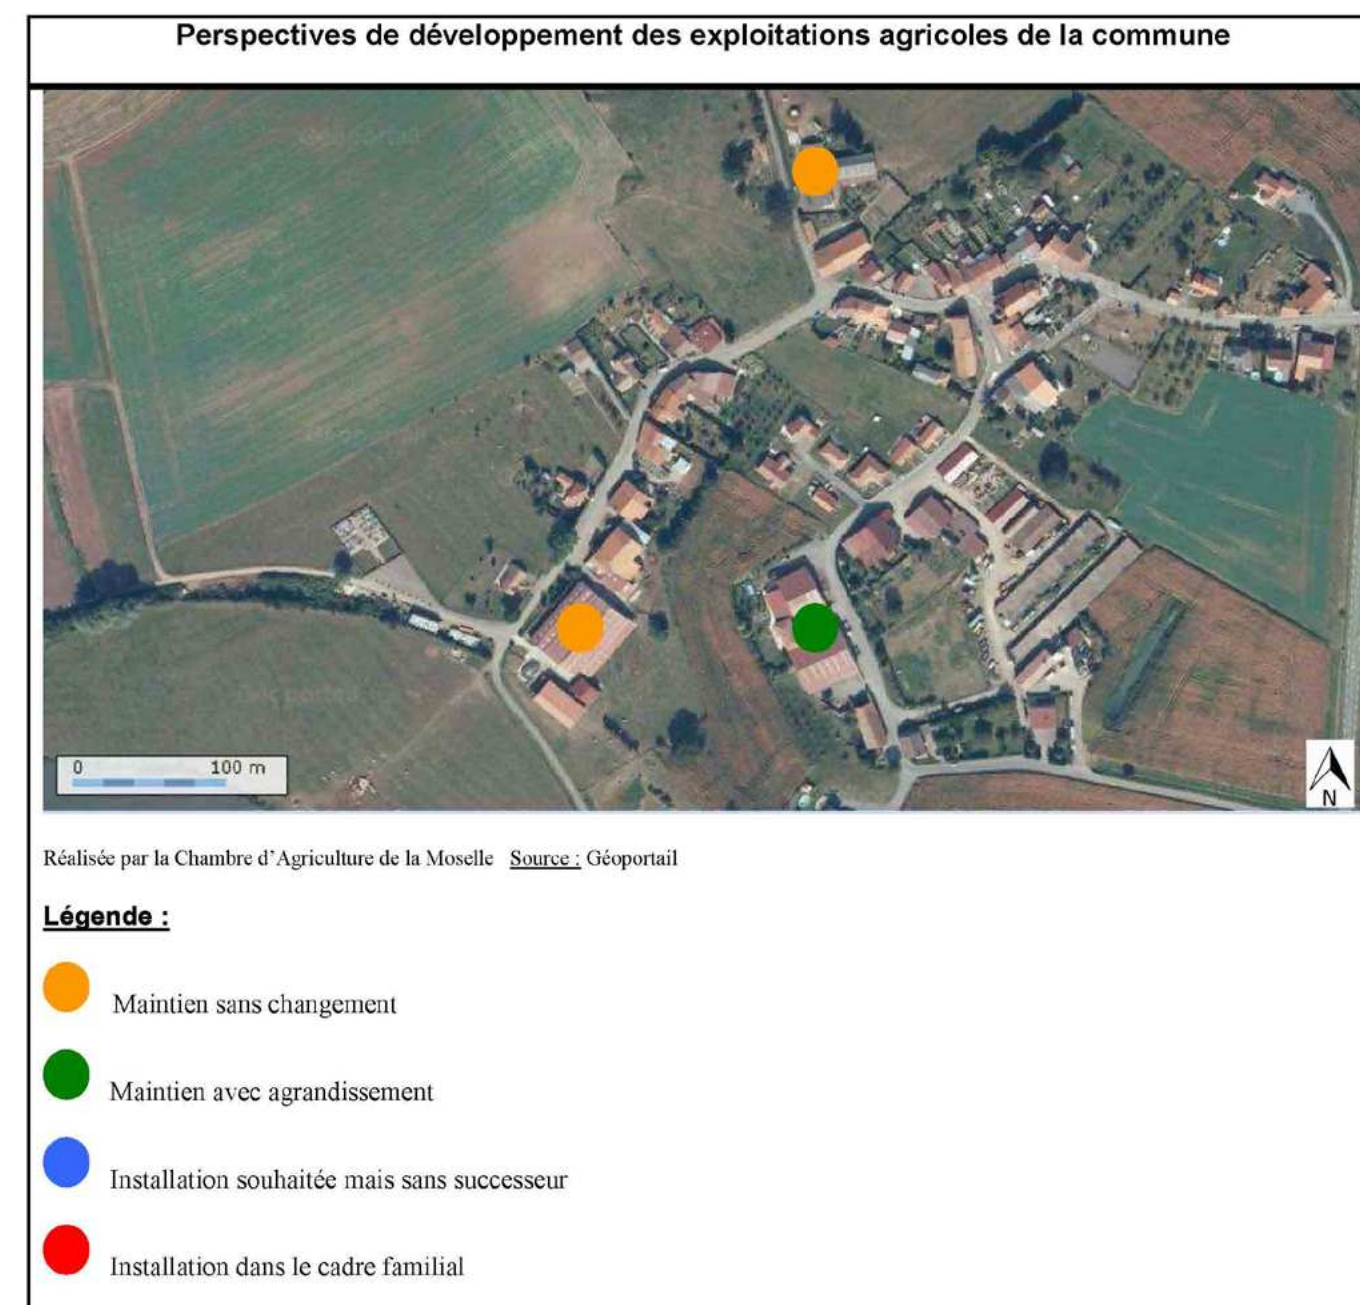 Perspectives de développement des exploitations agricoles de la commune
0 100 m
N
Réalisée par la Chambre d'Agriculture de la Moselle Source : Géoportail
Légende :
Maintien sans changement
Maintien avec agrandissement
Installation souhaitée mais sans successeur
Installation dans le cadre familial